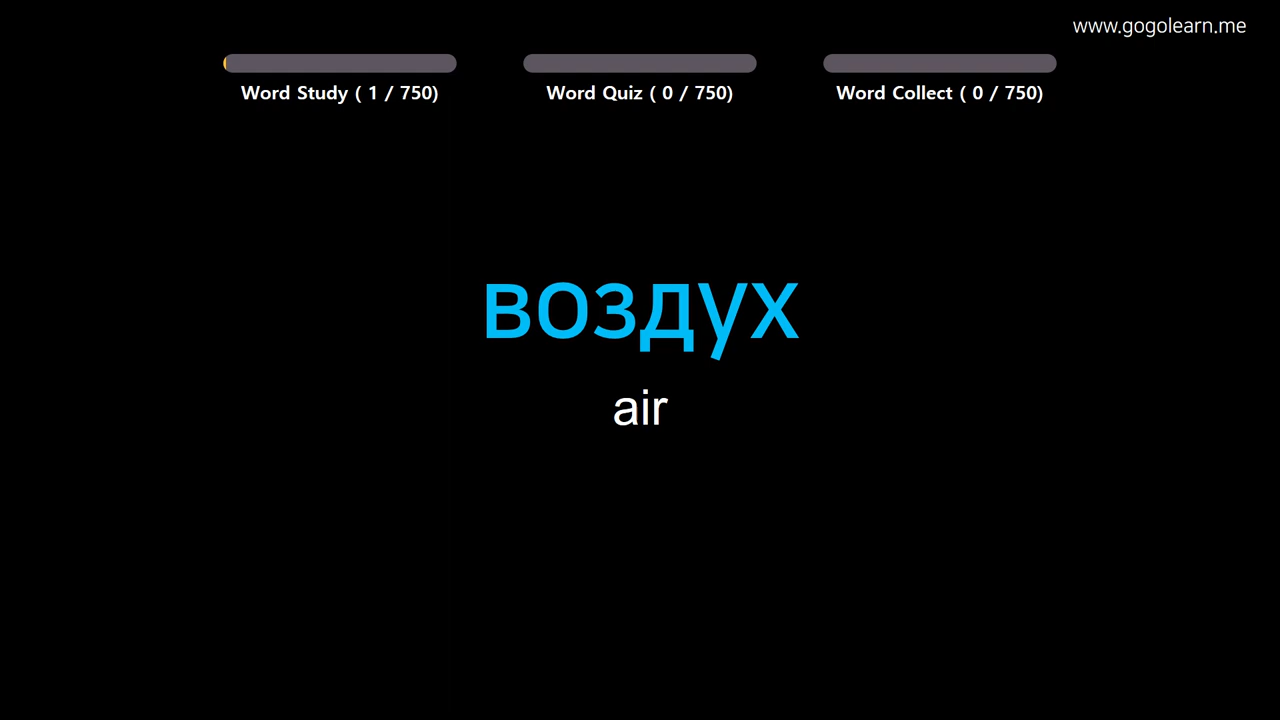 www.gogolearn.me
Word Study ( 1 / 750)
Word Quiz ( 0 / 750)
Word Collect ( 0 / 750)
воздух
air